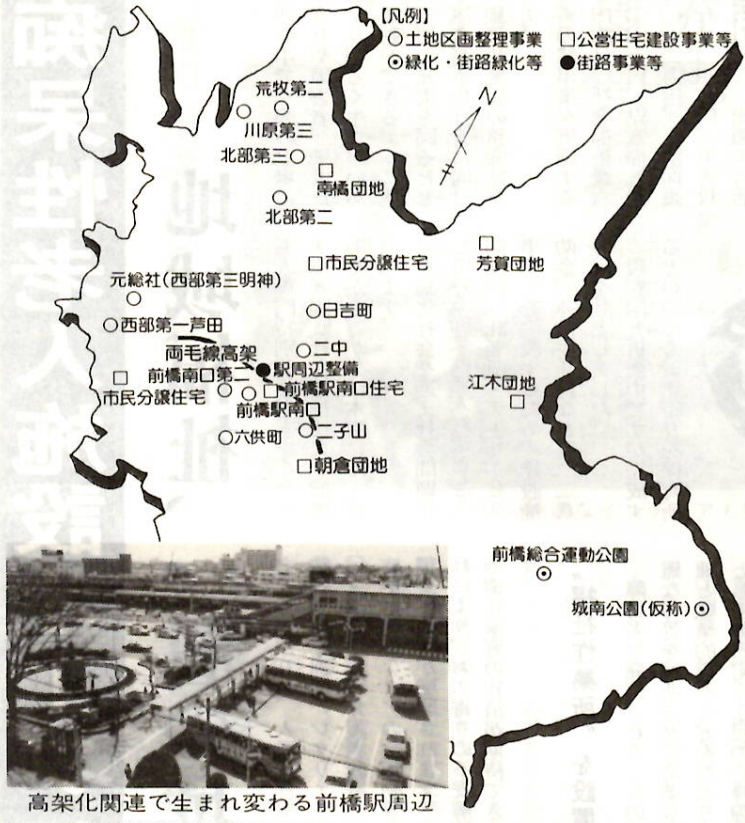 【凡例】
○土地区画整理事業 □公営住宅建設事業等
◎緑化・街路緑化等 ●街路事業等
N
荒牧第二
川原第三
北部第三
南橘団地
北部第二
市民分譲住宅
芳賀団地
元総社(西部第三明神)
日吉町
西部第一芦田
両毛線高架
二中
駅周辺整備
前橋南口第二
前橋駅南口住宅
市民分譲住宅
江木団地
前橋駅南口
六供町
二子山
朝倉団地
前橋総合運動公園
城南公園(仮称)
高架化関連で生まれ変わる前橋駅周辺